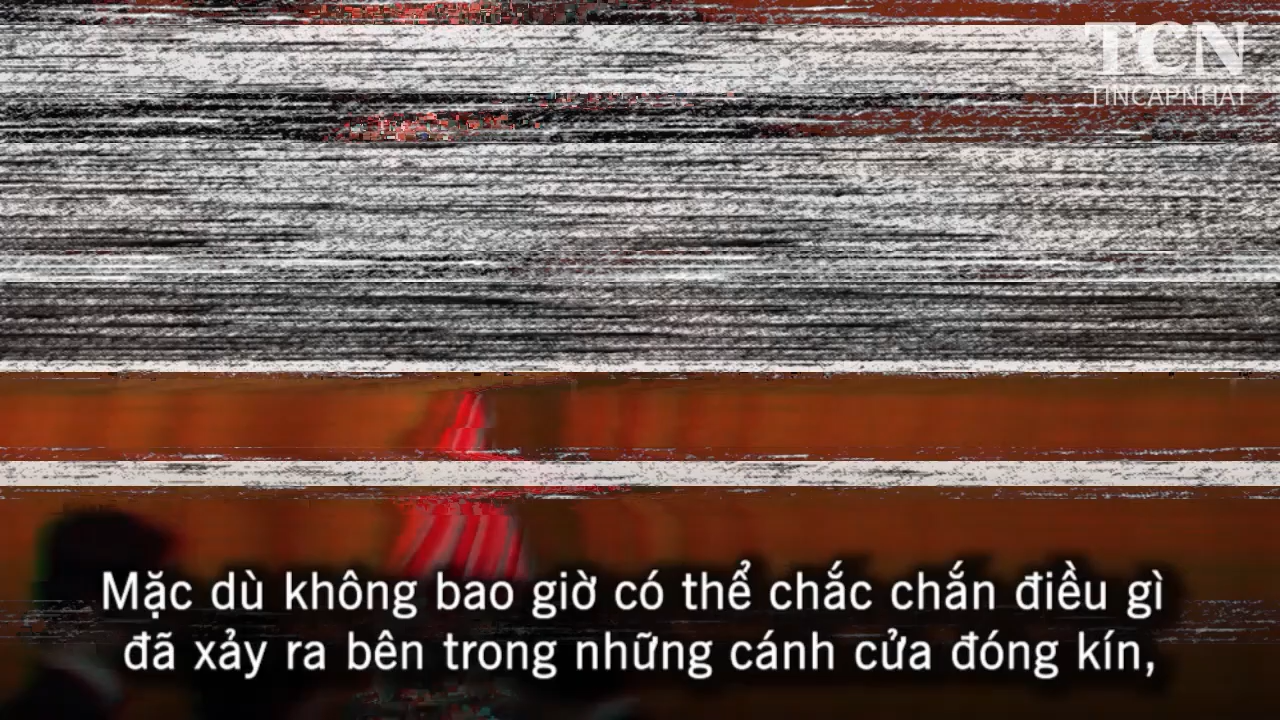 TCN
TINCAPNHAT
Mặc dù không bao giờ có thể chắc chắn điều gì
đã xảy ra bên trong những cánh cửa đóng kín,